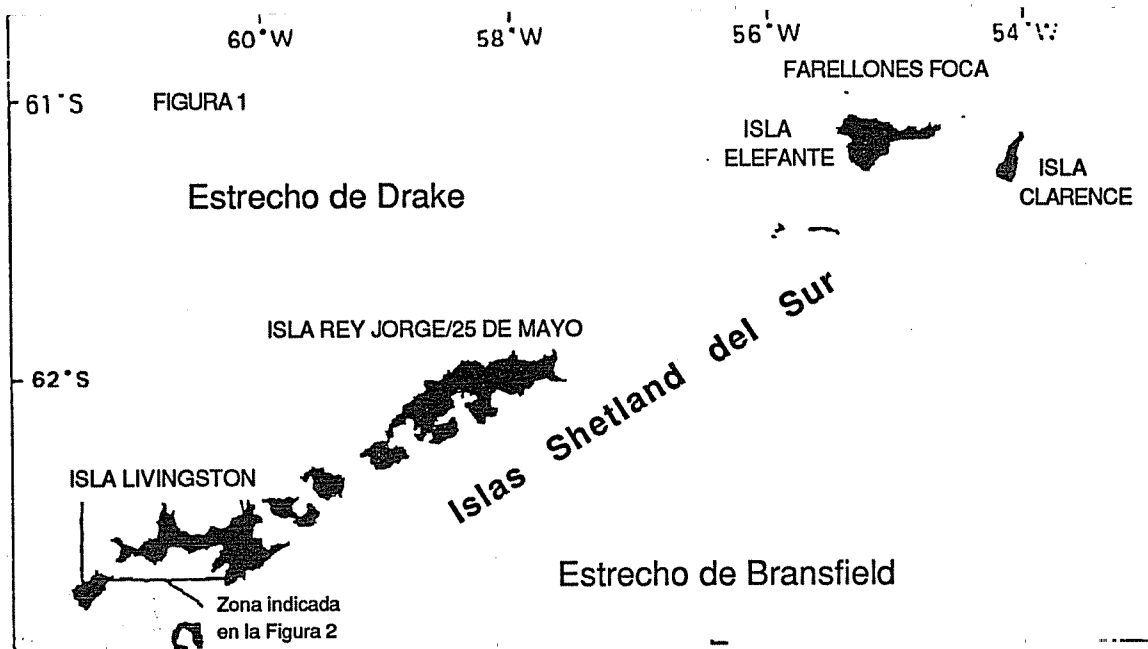 60°W
58°W
56°W
54°W
FARELLONES FOCA
61°S
FIGURA 1
ISLA
ELEFANTE
ISLA
CLARENCE
Estrecho de Drake
Islas Shetland del Sur
ISLA REY JORGE/25 DE MAYO
62°S
ISLA LIVINGSTON
Estrecho de Bransfield
Zona indicada
en la Figura 2